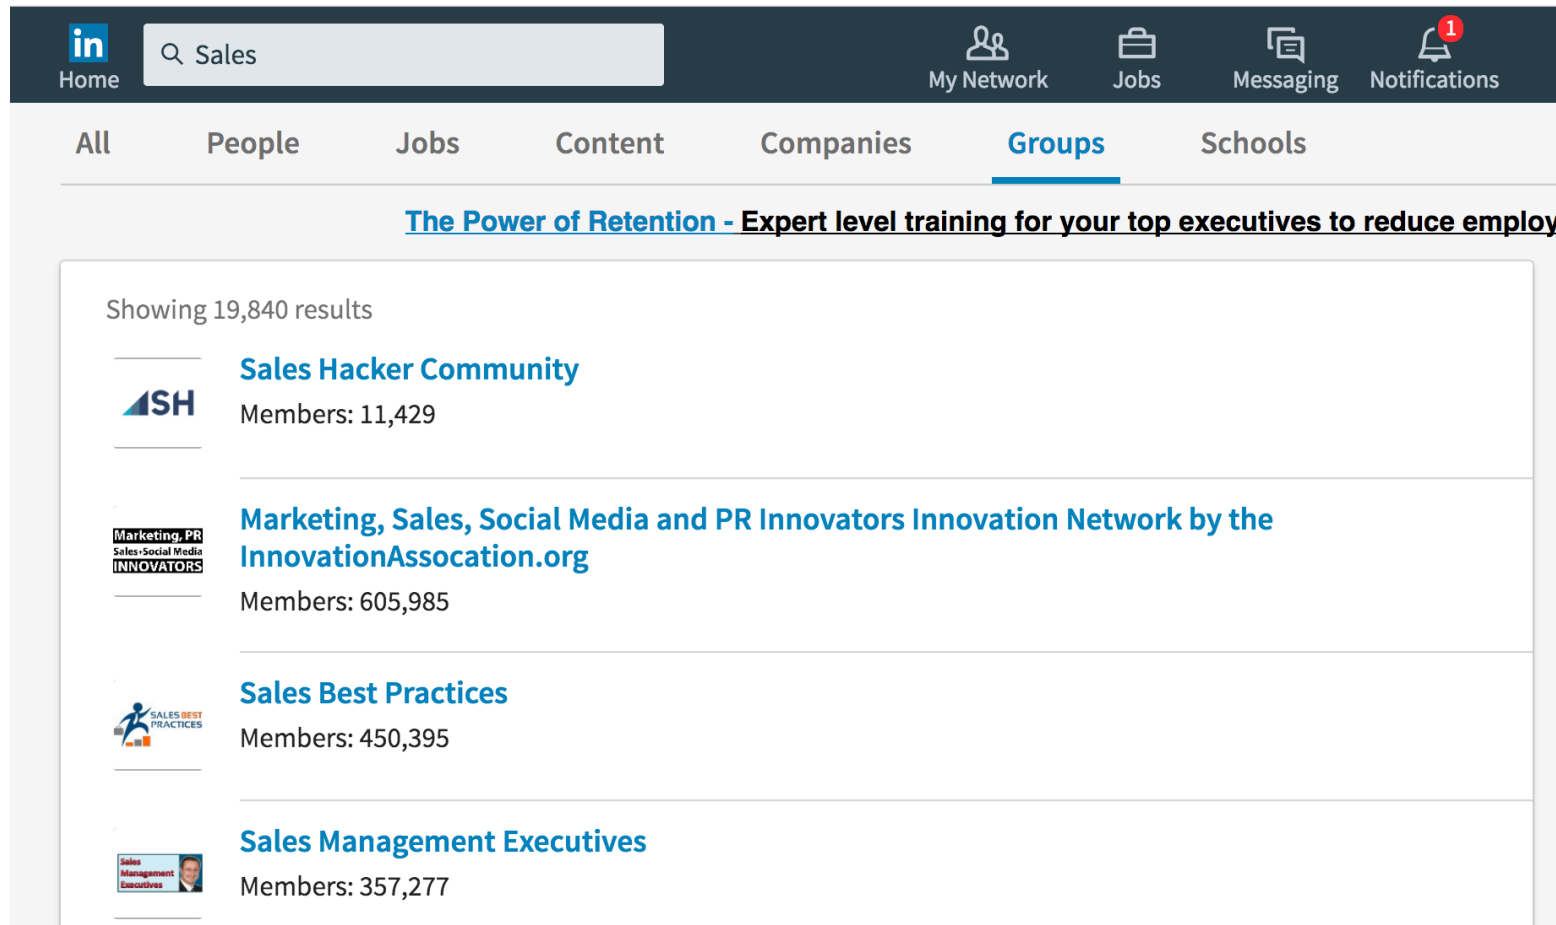 in
Home
Sales
My Network
Jobs
Messaging
1
Notifications
All
People
Jobs
Content
Companies
Groups
Schools
The Power of Retention - Expert level training for your top executives to reduce employ
Showing 19,840 results
SH
Sales Hacker Community
Members: 11,429
Marketing, PR
Sales+Social Media
INNOVATORS
Marketing, Sales, Social Media and PR Innovators Innovation Network by the
InnovationAssocation.org
Members: 605,985
SALES BEST
PRACTICES
Sales Best Practices
Members: 450,395
Sales
Management
Executives
Sales Management Executives
Members: 357,277